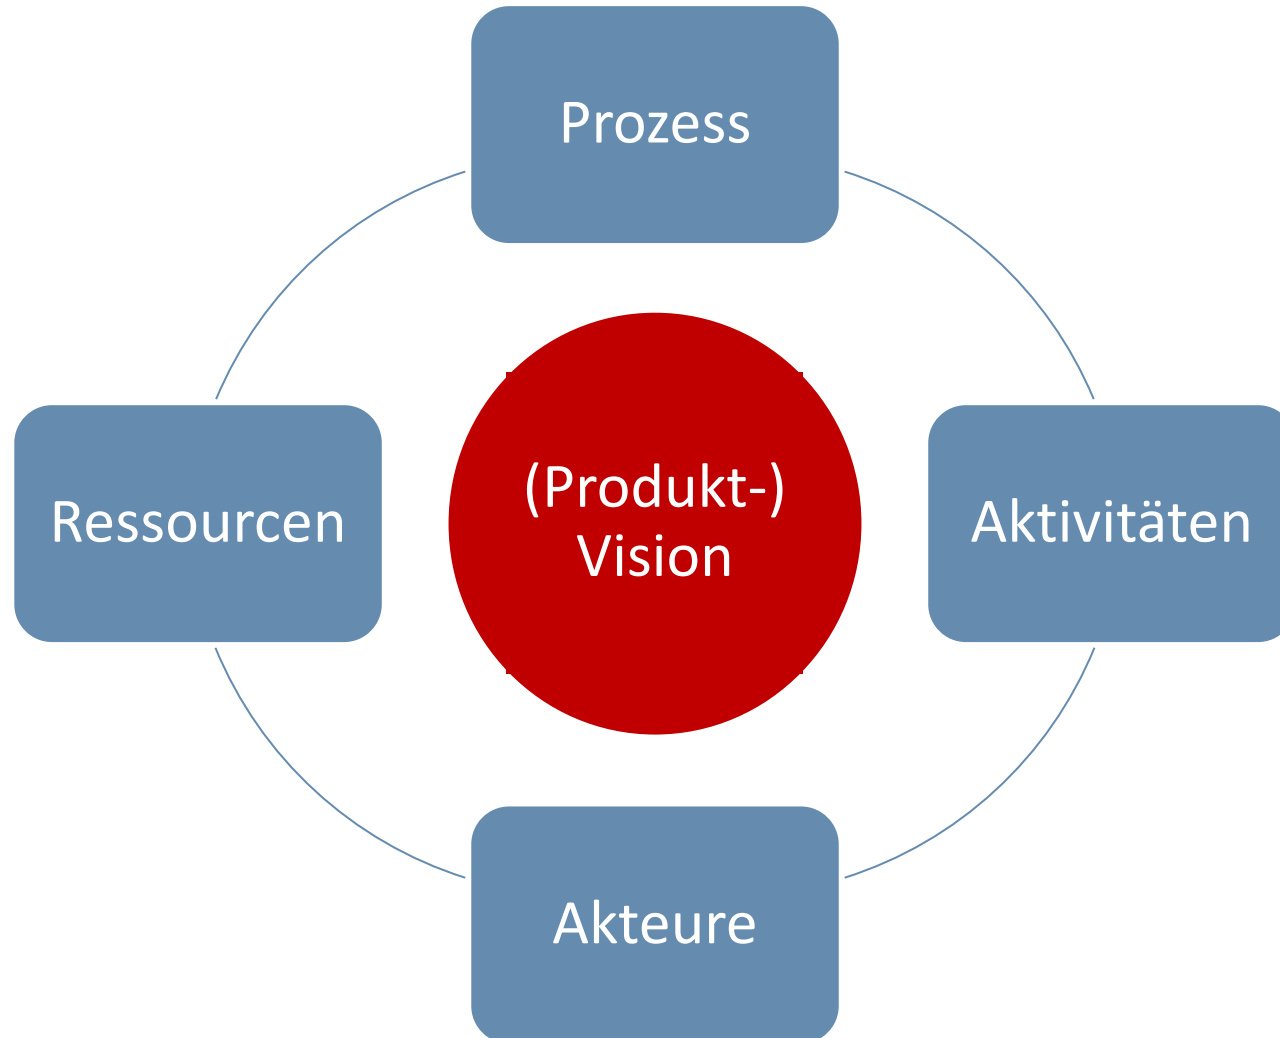 Prozess
Ressourcen
(Produkt-)
Vision
Aktivitäten
Akteure